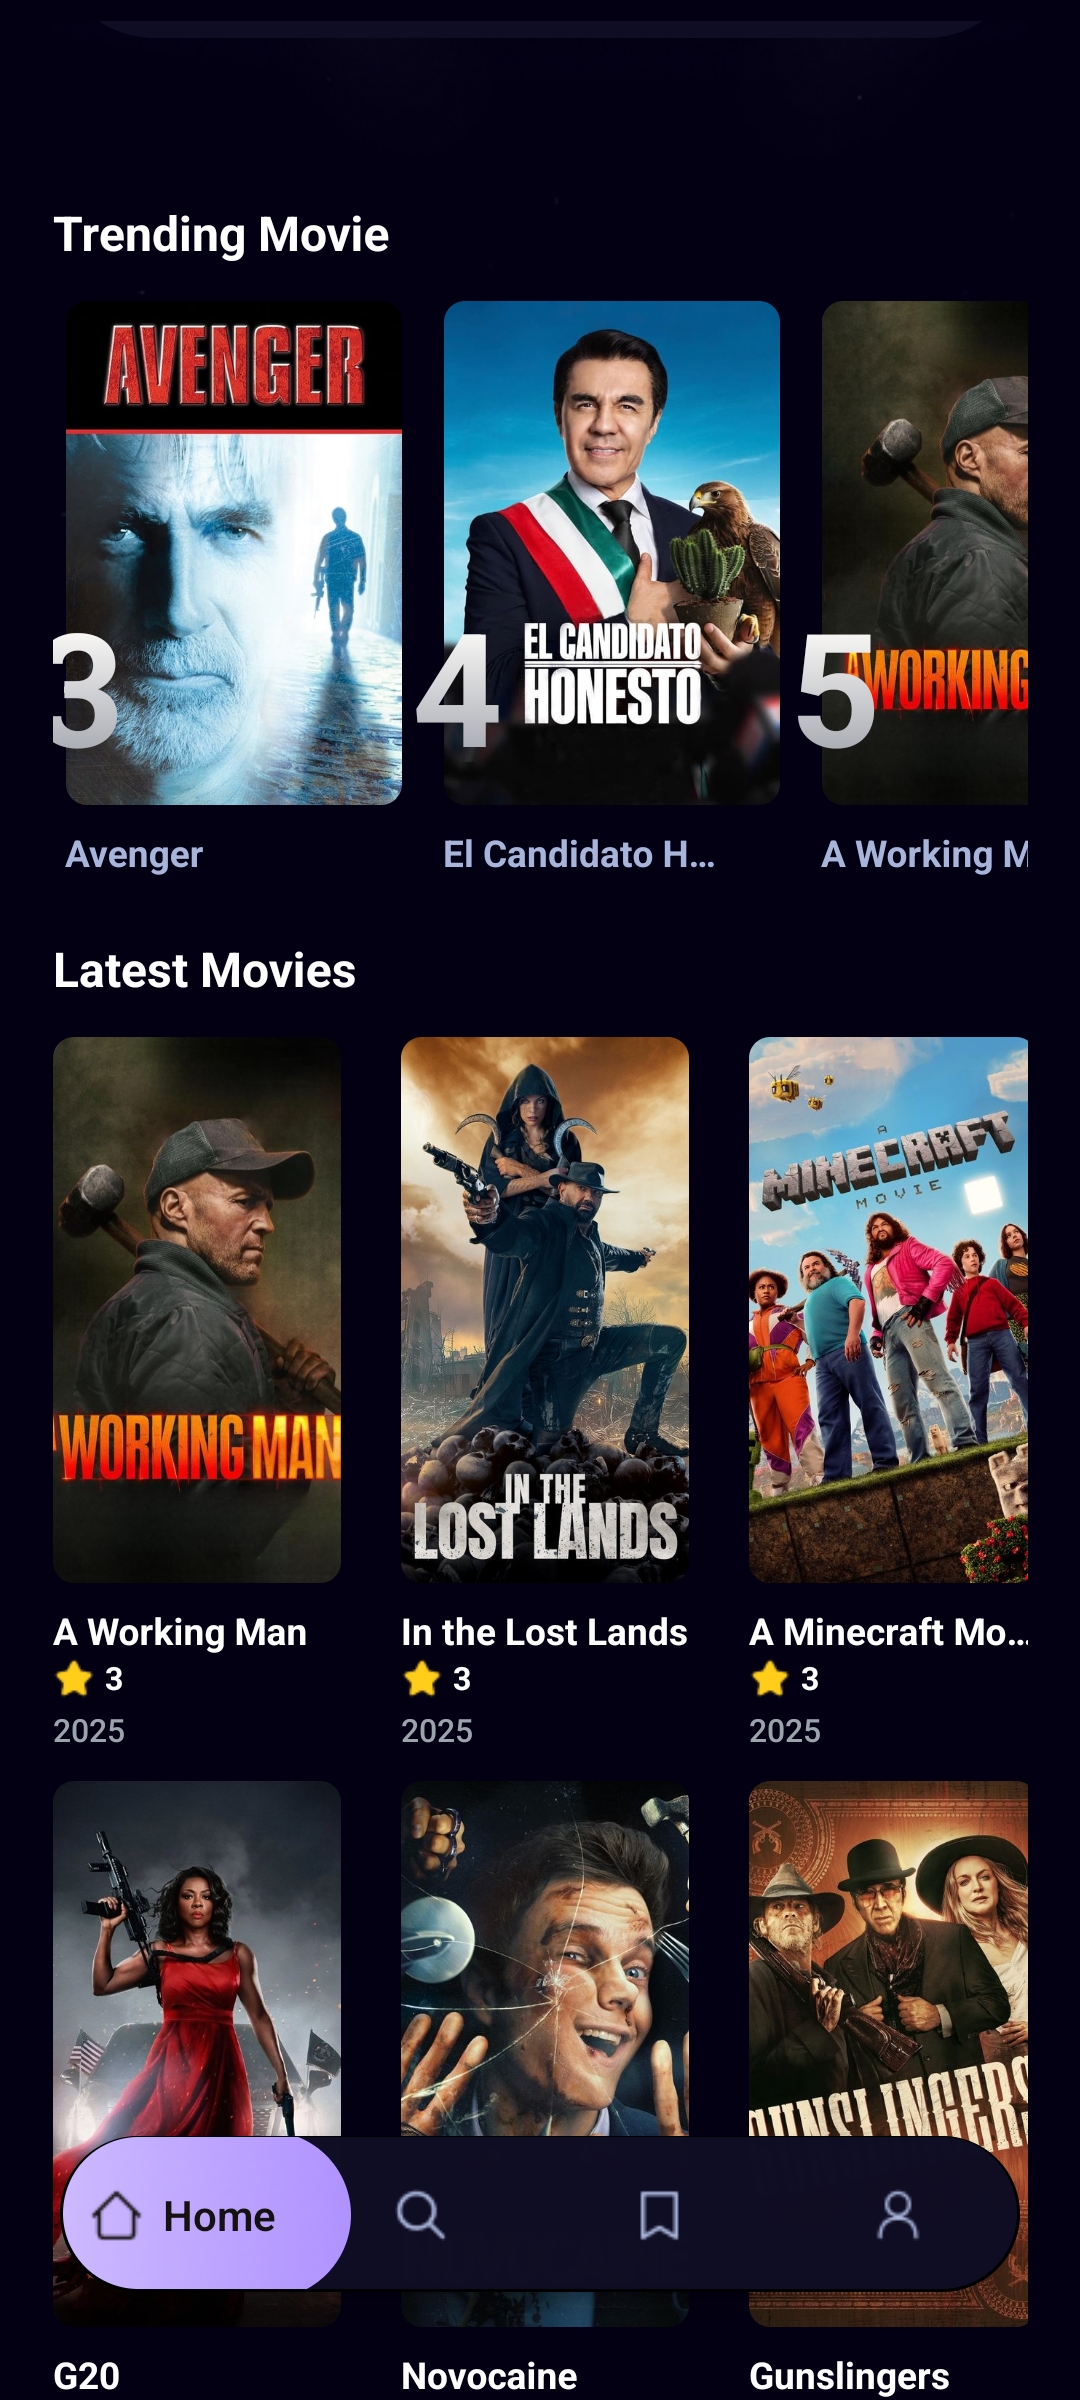 Trending Movie
AVENGER
3
4
EL CANDIDATO
HONESTO
5
A WORKING
Avenger
El Candidato H...
A Working M
Latest Movies
WORKING MAN
IN THE
LOST LANDS
A
MINECRAFT
MOVIE
A Working Man
In the Lost Lands
A Minecraft Mo...
3
3
3
2025
2025
2025
GUNSLINGERS
Home
G20
Novocaine
Gunslingers